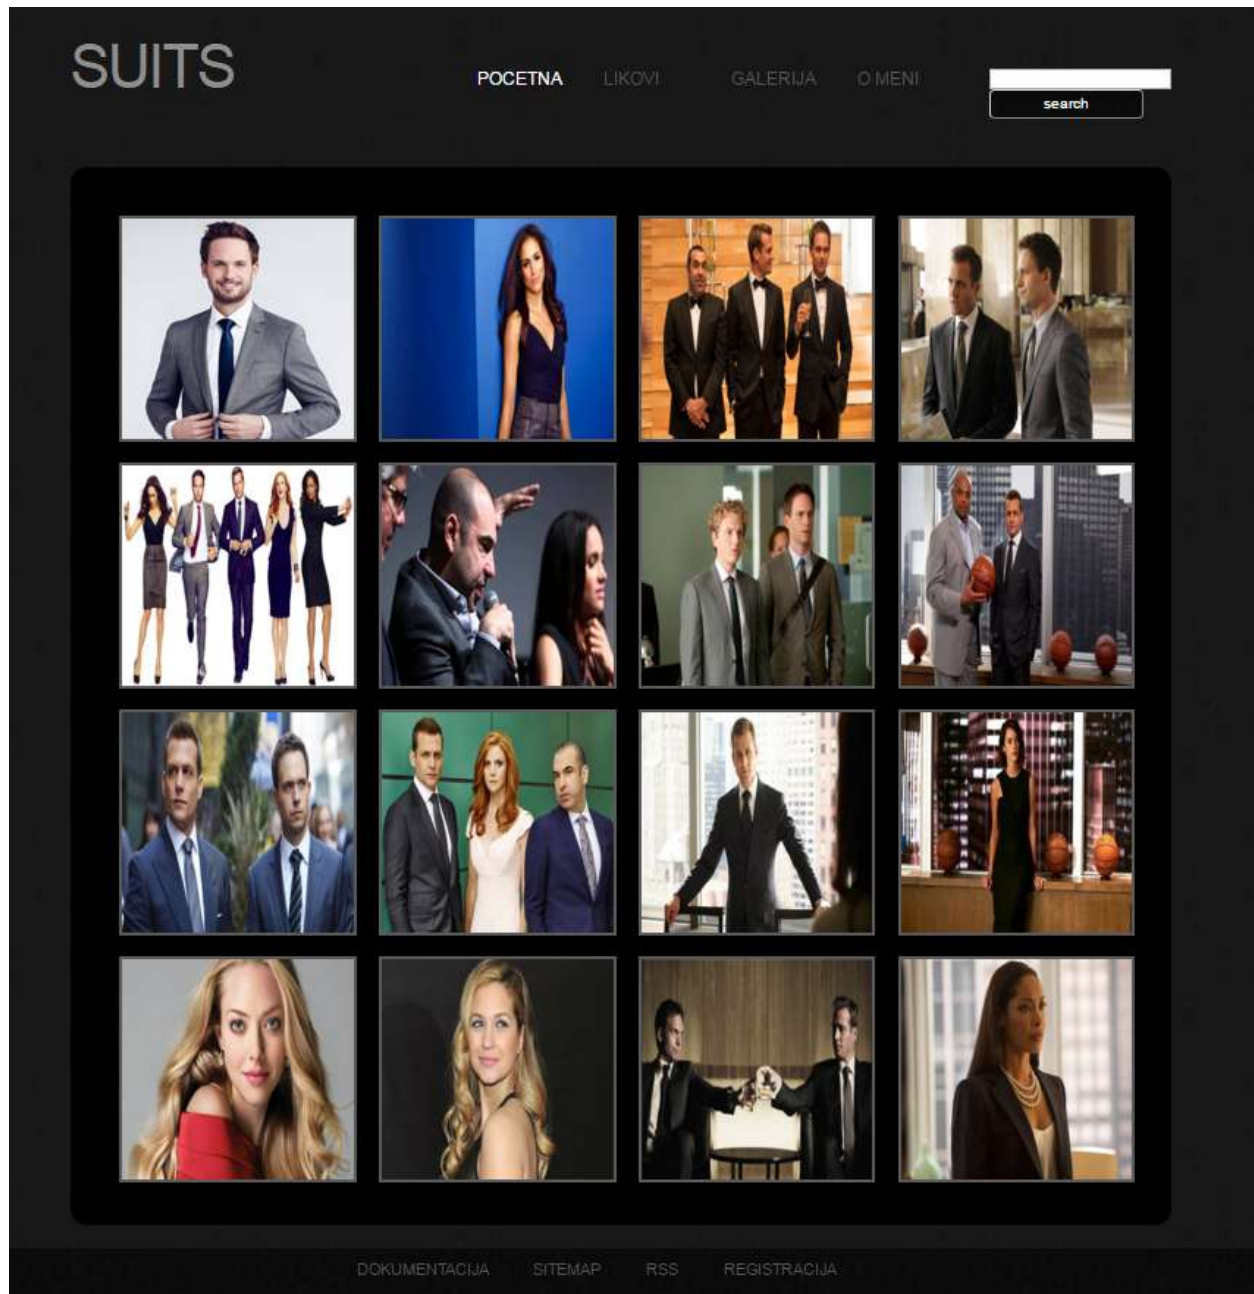 SUITS
POCETNA LIKOVI GALERIJA O MENI
search
DOKUMENTACIJA SITEMAP RSS REGISTRACIJA